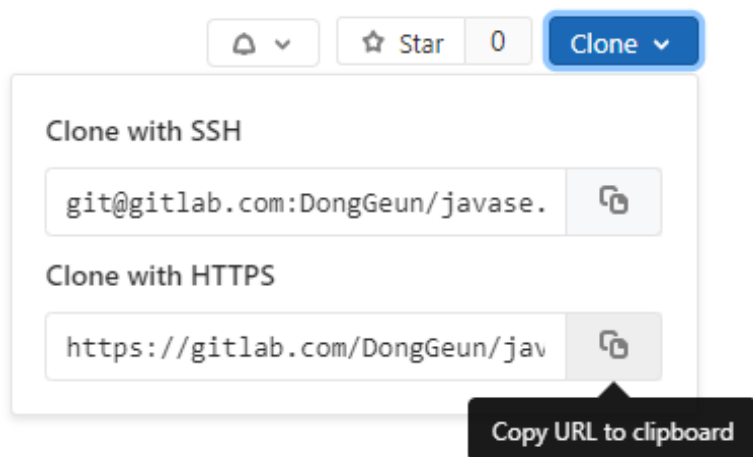 Star 0 Clone
Clone with SSH
git@gitlab.com:DongGeun/javase.
Clone with HTTPS
https://gitlab.com/DongGeun/jav
Copy URL to clipboard